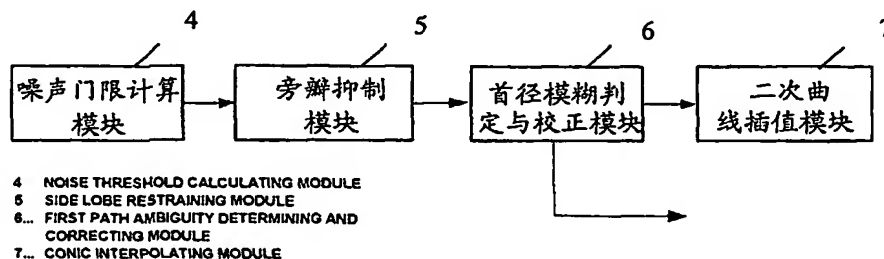 4
5
6
7
噪声门限计算
模块
旁瓣抑制
模块
首径模糊判
定与校正模块
二次曲
线插值模块
4 NOISE THRESHOLD CALCULATING MODULE
5 SIDE LOBE RESTRAINING MODULE
6... FIRST PATH AMBIGUITY DETERMINING AND
CORRECTING MODULE
7... CONIC INTERPOLATING MODULE